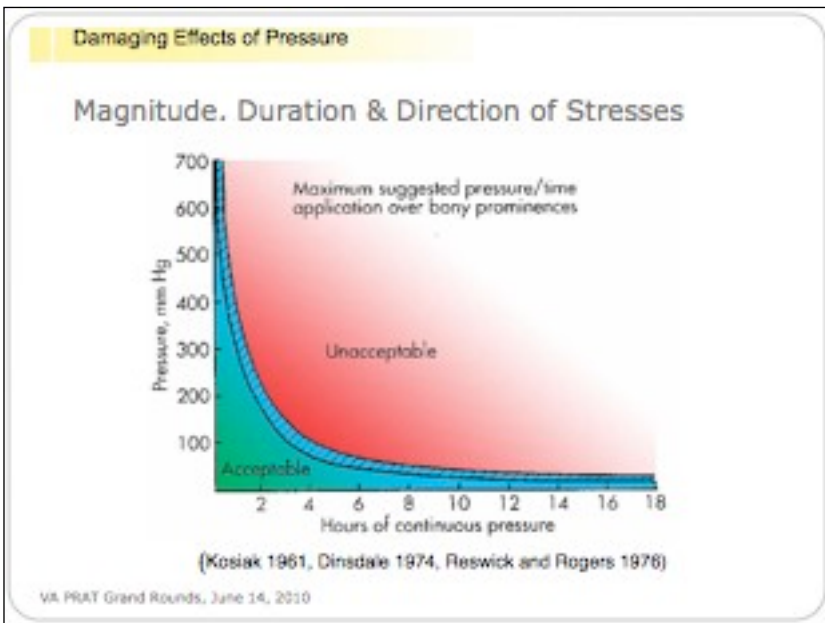 Damaging Effects of Pressure
Magnitude. Duration & Direction of Stresses
700
600
500
400
300
200
100
Pressure, mm Hg
Maximum suggested pressure/time
application over bony prominences
Unacceptable
Acceptable
2 4 6 8 10 12 14 16 18
Hours of continuous pressure
(Kosiak 1961, Dinsdale 1974, Reswick and Rogers 1976)
VA PRAT Grand Rounds, June 14, 2010